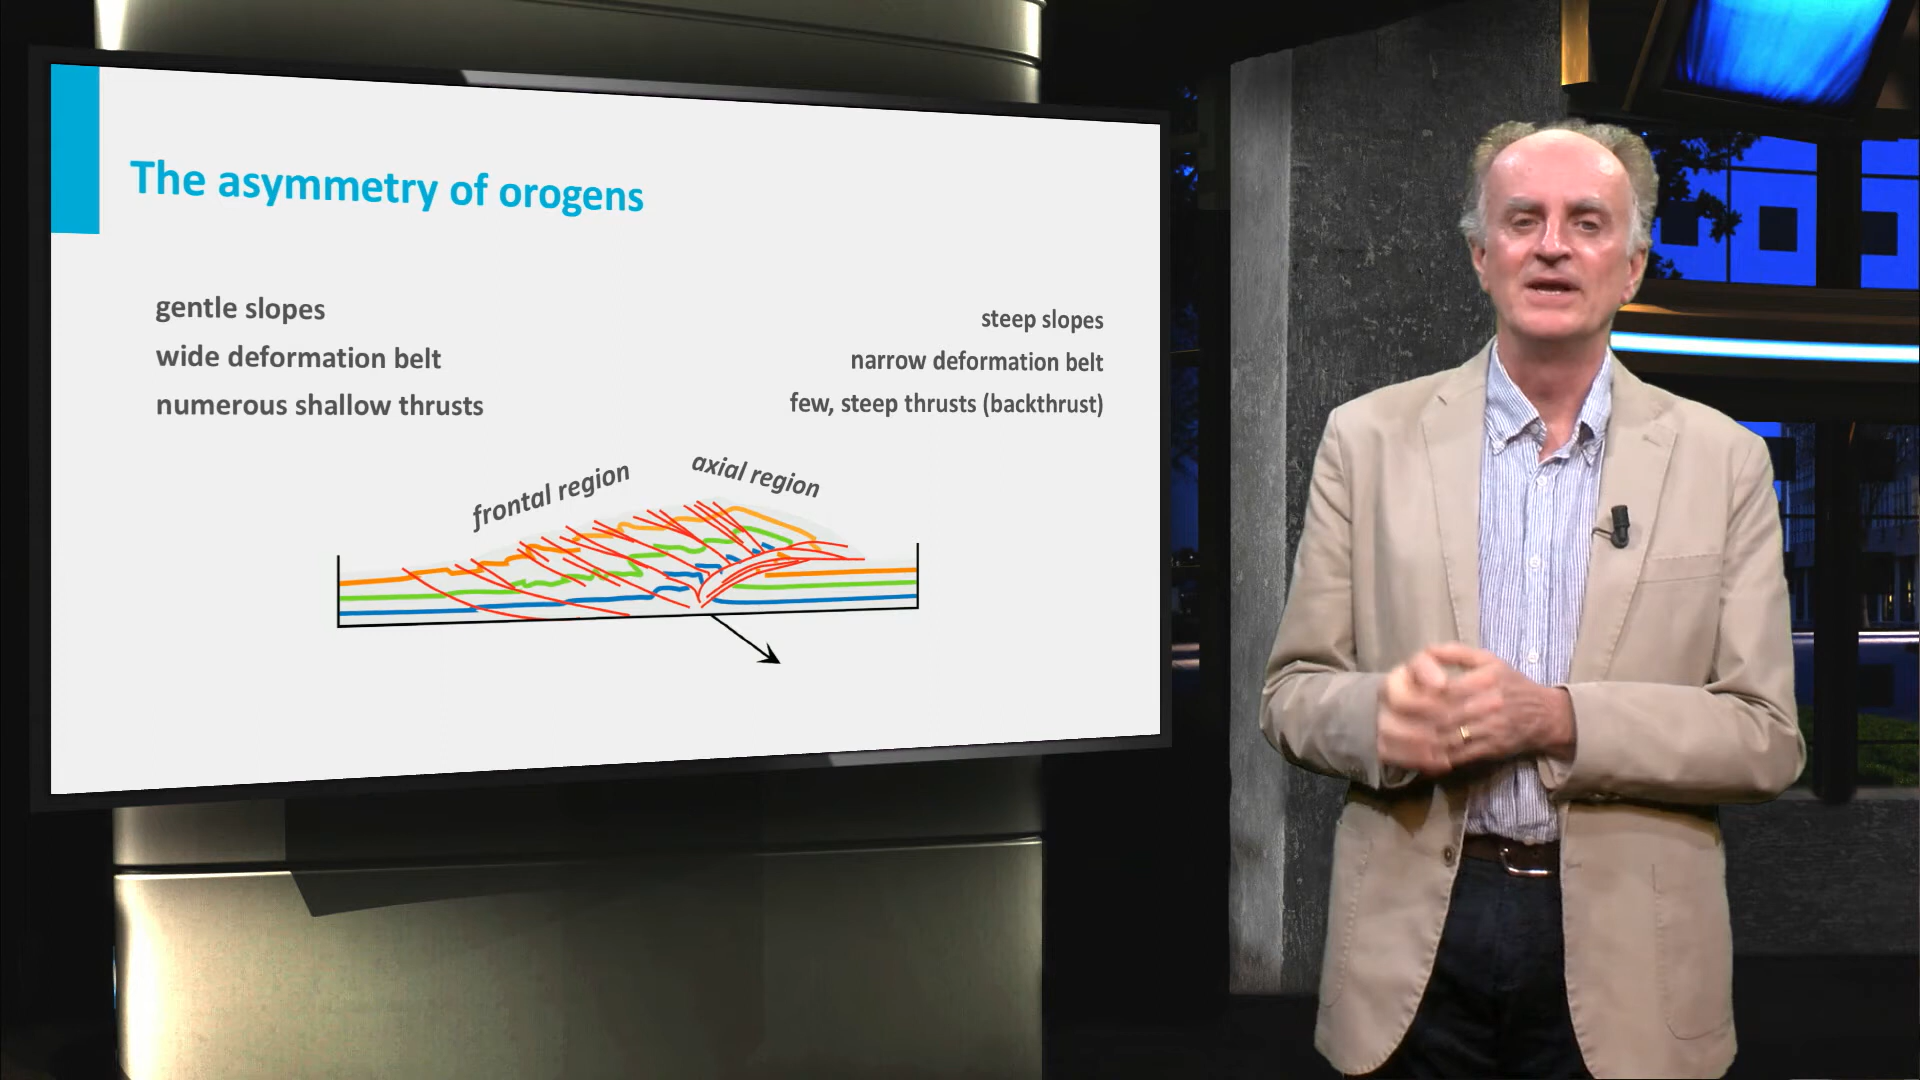 The asymmetry of orogens
gentle slopes
wide deformation belt
numerous shallow thrusts
steep slopes
narrow deformation belt
few, steep thrusts (backthrust)
frontal region
axial region